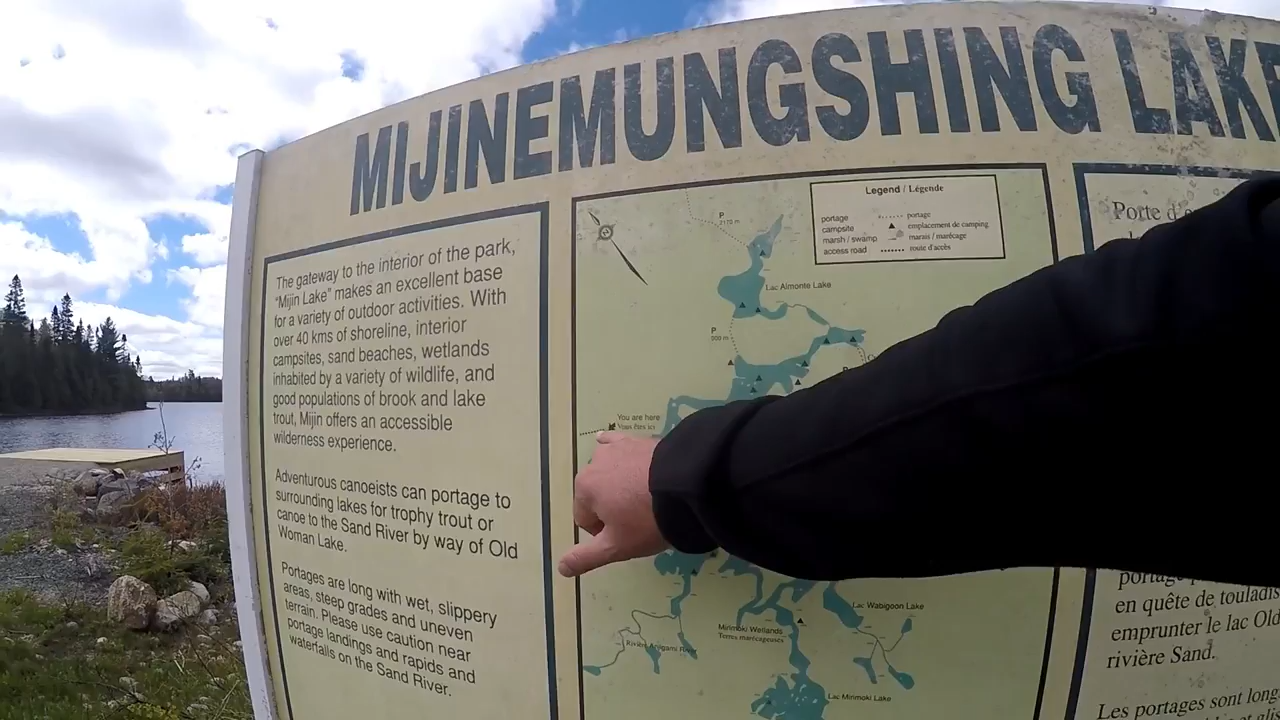 MIJINEMUNGSHING LAKE
The gateway to the interior of the park,
"Mijin Lake" makes an excellent base
for a variety of outdoor activities. With
over 40 kms of shoreline, interior
campsites, sand beaches, wetlands
inhabited by a variety of wildlife, and
good populations of brook and lake
trout, Mijin offers an accessible
wilderness experience.
Adventurous canoeists can portage to
surrounding lakes for trophy trout or
canoe to the Sand River by way of Old
Woman Lake.
Portages are long with wet, slippery
areas, steep grades and uneven
terrain. Please use caution near
portage landings and rapids and
waterfalls on the Sand River.
Legend / Légende
portage portage
campsite emplacement de camping
marsh / swamp marais / marécage
access road route d'accès
P
Lac Almonte Lake
P
You are here
Vous êtes ici
Lac Wabigoon Lake
Mirimoki Wetlands
Terres marécageuses
Lac Mirimoki Lake
Porte
en quête de
emprunter le lac Old
rivière Sand.
Les portages sont